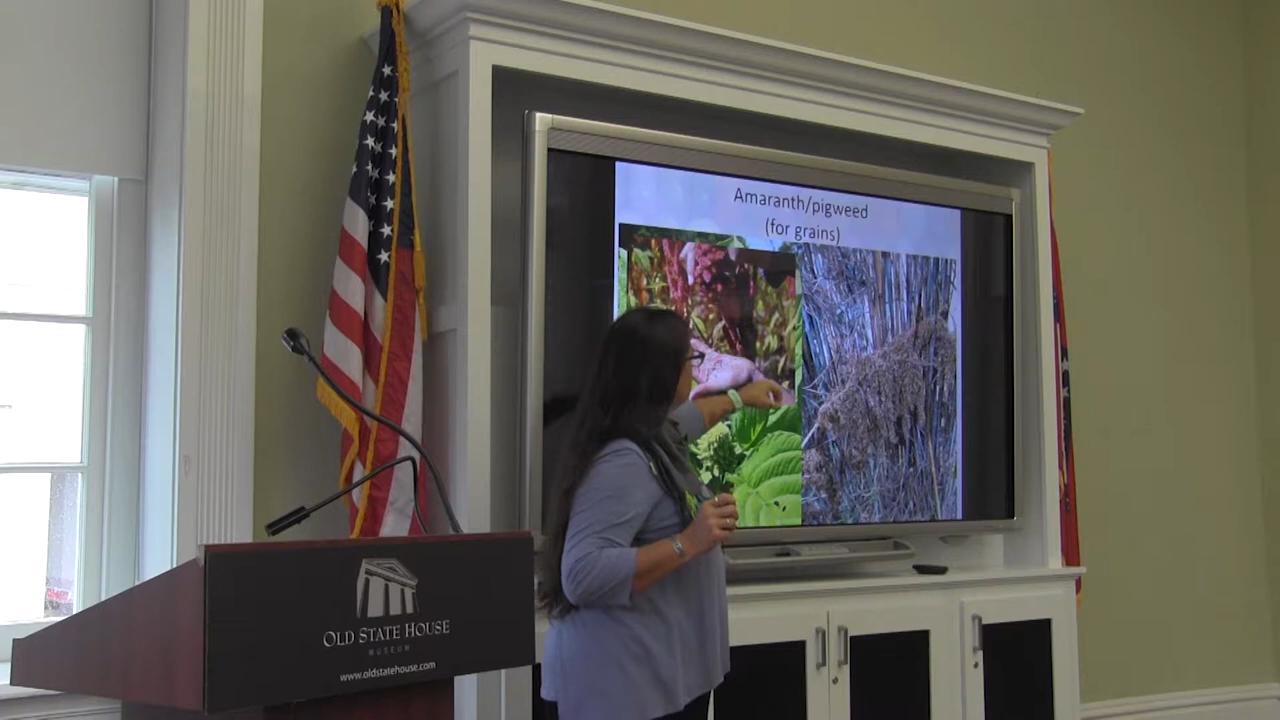 Amaranth/pigweed
(for grains)
OLD STATE HOUSE
MUSEUM
www.oldstatehouse.com